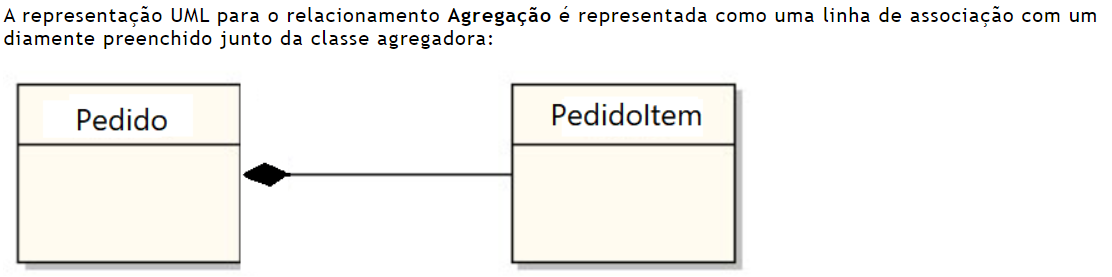 A representação UML para o relacionamento Agregação é representada como uma linha de associação com um
diamente preenchido junto da classe agregadora:
Pedido
PedidoItem